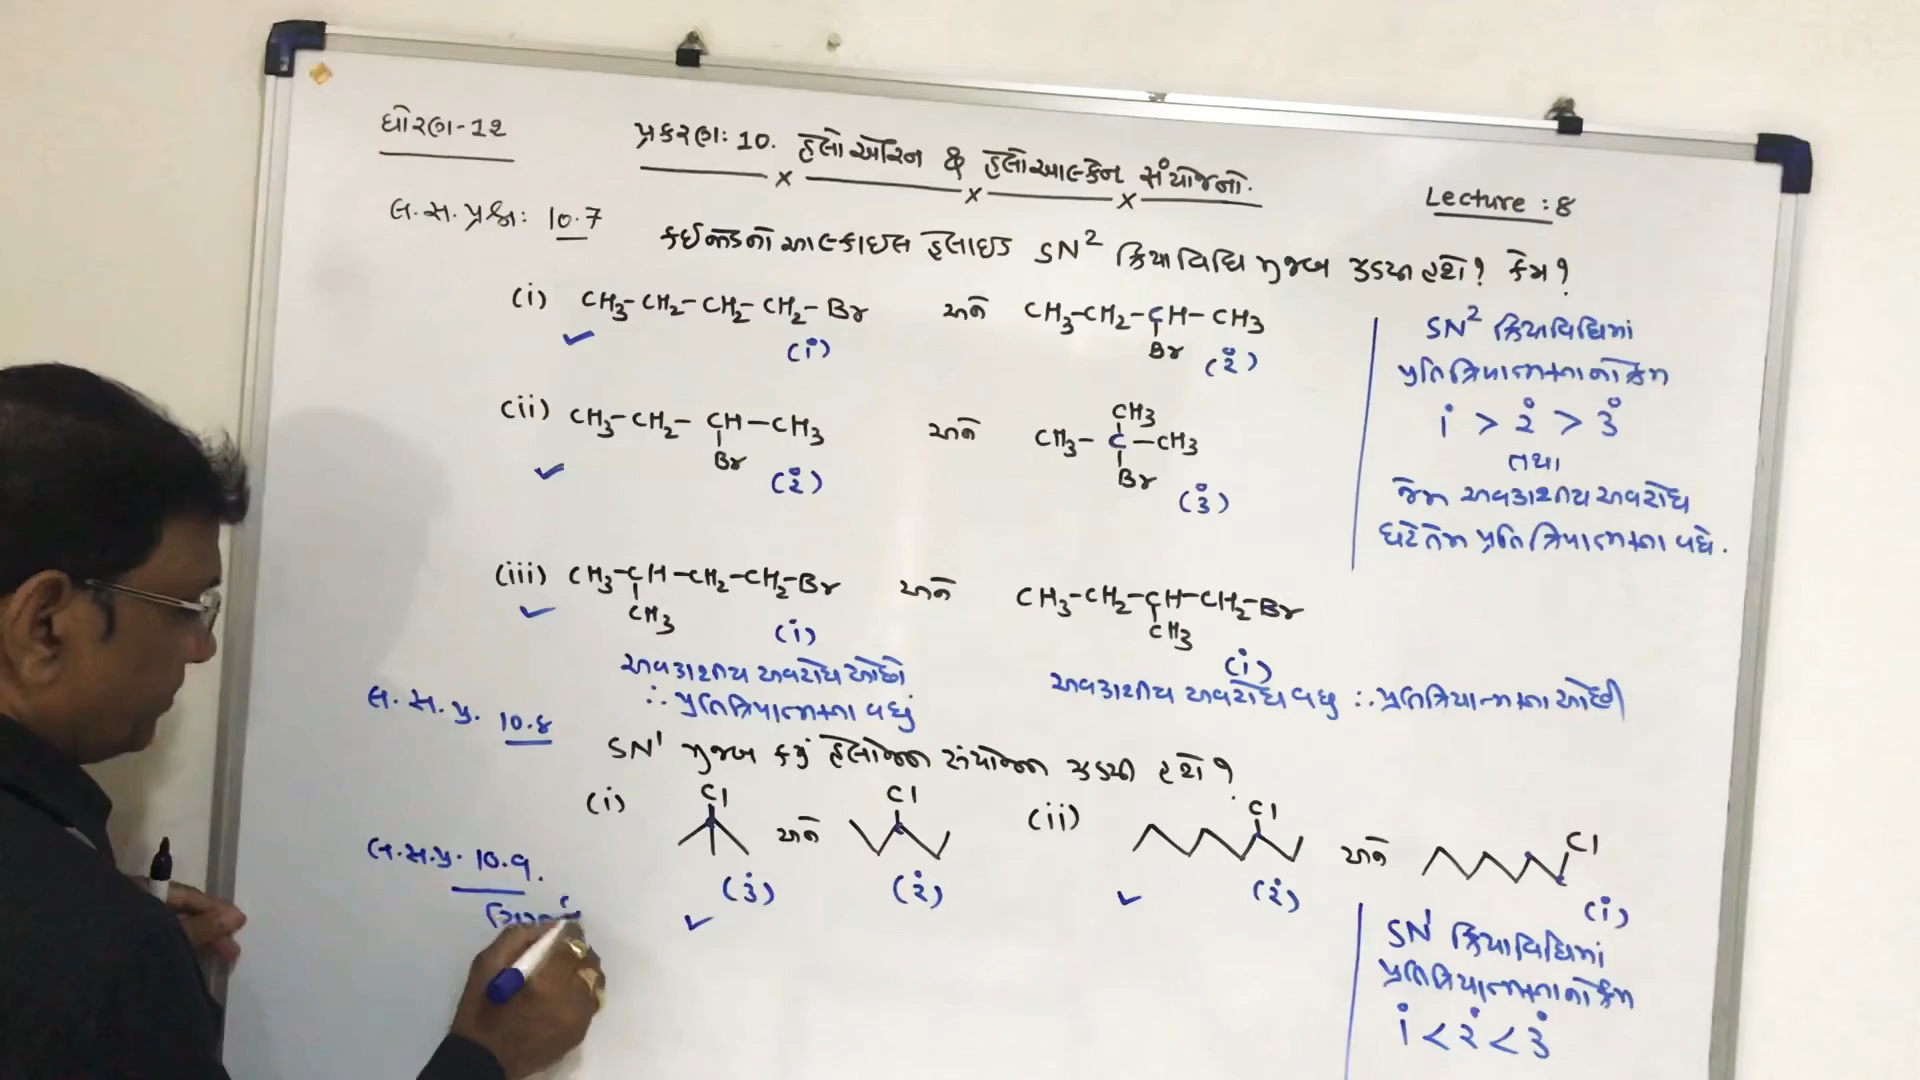 ધોરણ-૧૨
પ્રકરણ: 10. હેલોએરિન & હેલોઆલ્કેન સંયોજનો.
Lecture : 8
લ.સ.પ્રશ્ન: 10.7
કઈ જોડનો આલ્કાઈલ હેલાઈડ SN² ક્રિયાવિધિ મુજબ ઝડપી હશે? કેમ?
(i) CH₃-CH₂-CH₂-CH₂-Br અને CH₃-CH₂-CH-CH₃
Br
(1°) (2°)
(ii) CH₃-CH₂-CH-CH₃ અને CH₃-C-CH₃
CH₃
Br Br
(2°) (3°)
(iii) CH₃-CH-CH₂-CH₂-Br અને CH₃-CH₂-CH-CH₂-Br
CH₃ CH₃
(1°) (1°)
અવકાશીય અવરોધ ઓછો
∴ પ્રતિક્રિયાત્મકતા વધુ
અવકાશીય અવરોધ વધુ ∴ પ્રતિક્રિયાત્મકતા ઓછી
SN² ક્રિયાવિધિમાં
પ્રતિક્રિયાત્મકતાનો ક્રમ
1° > 2° > 3°
તથા
જેમ અવકાશીય અવરોધ
ઘટે તેમ પ્રતિક્રિયાત્મકતા વધે.
લ.સ.પ્ર. 10.8
SN¹ મુજબ કયું હેલોજન સંયોજન ઝડપી હશે?
(i) Cl અને Cl (ii) Cl અને Cl
(3°) (2°) (2°) (1°)
લ.સ.પ્ર. 10.9.
SN¹ ક્રિયાવિધિમાં
પ્રતિક્રિયાત્મકતાનો ક્રમ
1° < 2° < 3°